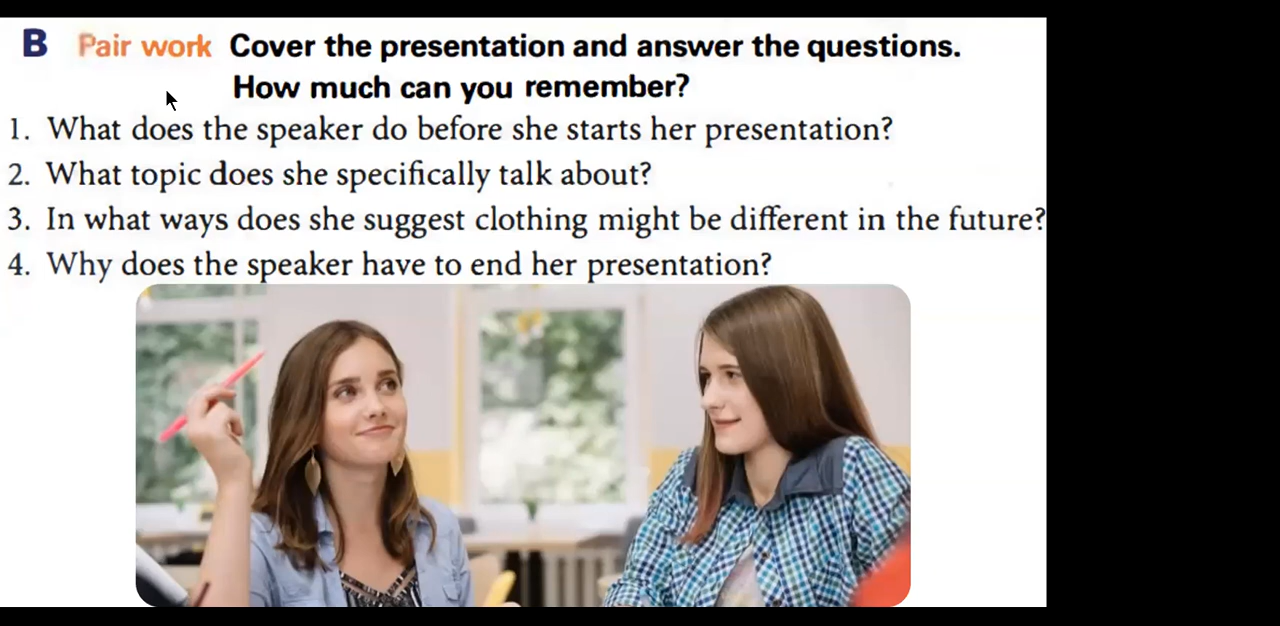 B Pair work Cover the presentation and answer the questions.
How much can you remember?
1. What does the speaker do before she starts her presentation?
2. What topic does she specifically talk about?
3. In what ways does she suggest clothing might be different in the future?
4. Why does the speaker have to end her presentation?